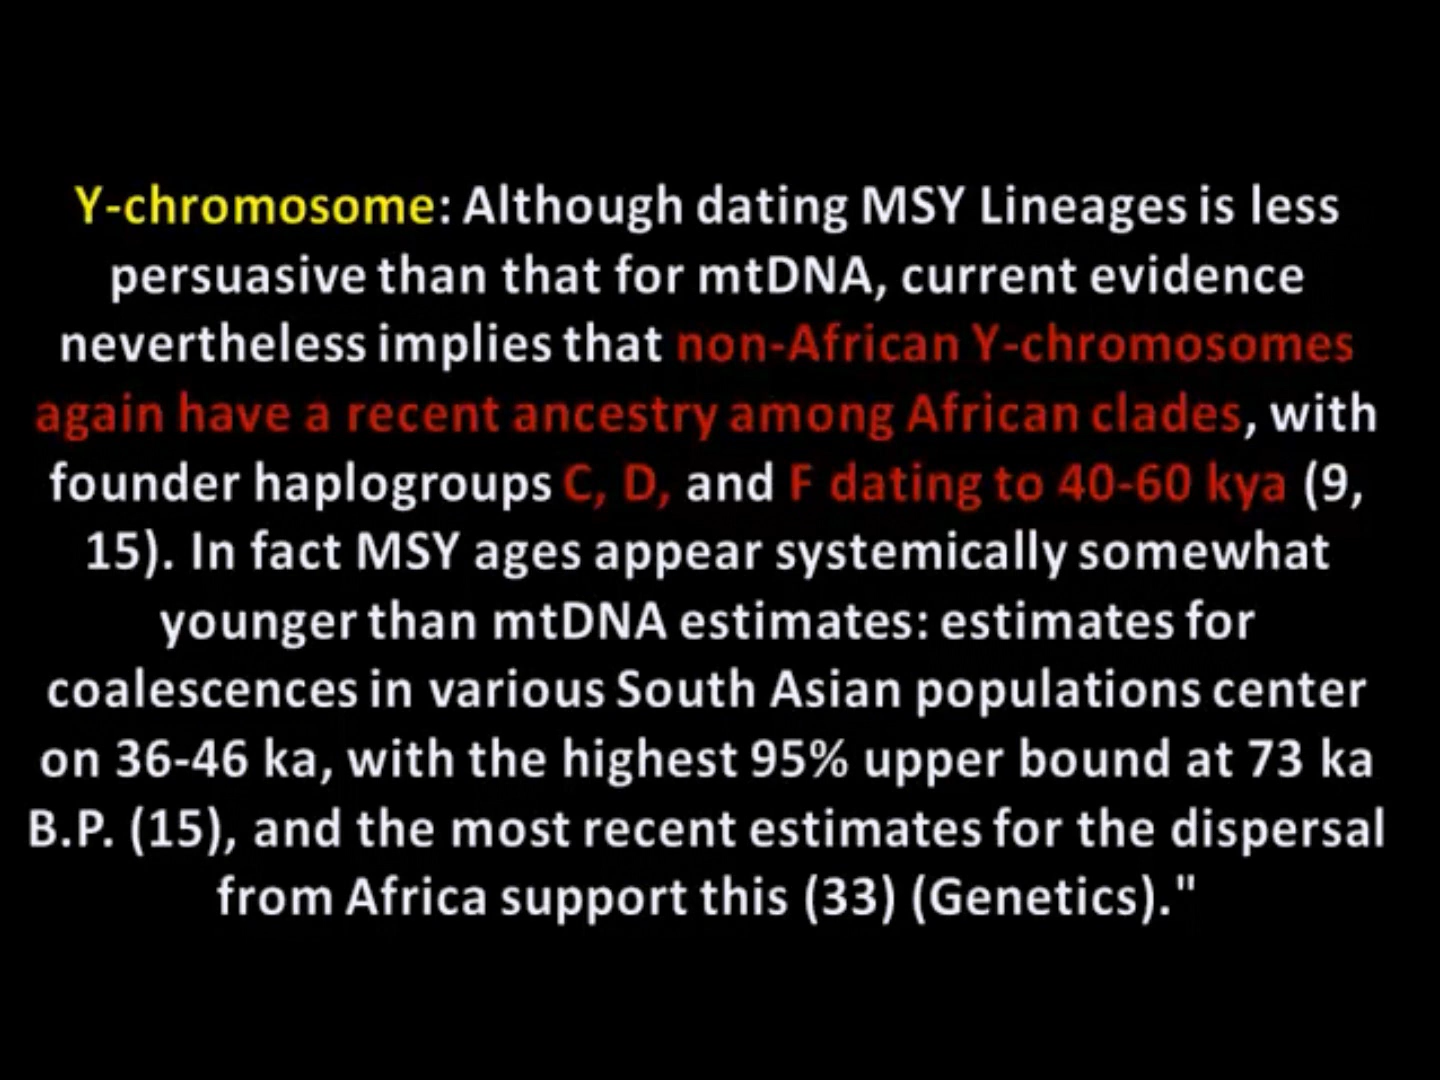 Y-chromosome: Although dating MSY Lineages is less
persuasive than that for mtDNA, current evidence
nevertheless implies that non-African Y-chromosomes
again have a recent ancestry among African clades, with
founder haplogroups C, D, and F dating to 40-60 kya (9,
15). In fact MSY ages appear systemically somewhat
younger than mtDNA estimates: estimates for
coalescences in various South Asian populations center
on 36-46 ka, with the highest 95% upper bound at 73 ka
B.P. (15), and the most recent estimates for the dispersal
from Africa support this (33) (Genetics)."